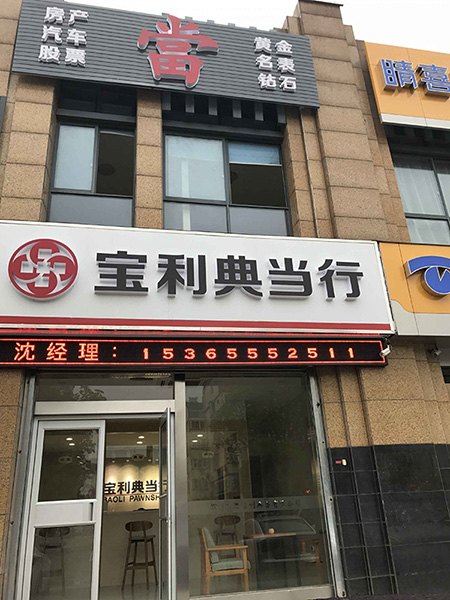 房产
汽车
股票
當
黄金
名表
钻石
晴喜
宝利典当行
沈经理：15365552511
宝利典当行
BAOLI PAWNSH